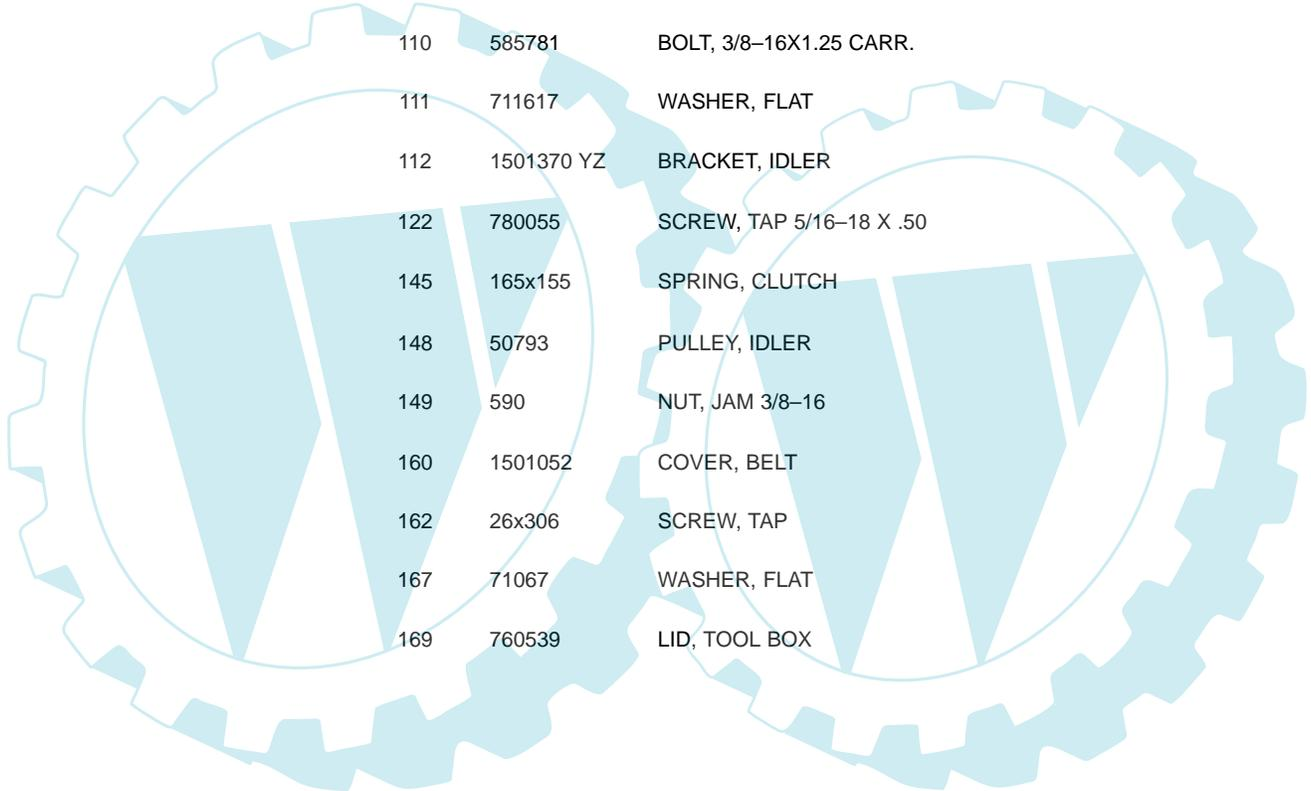 110 585781 BOLT, 3/8–16X1.25 CARR.
111 711617 WASHER, FLAT
112 1501370 YZ BRACKET, IDLER
122 780055 SCREW, TAP 5/16–18 X .50
145 165x155 SPRING, CLUTCH
148 50793 PULLEY, IDLER
149 590 NUT, JAM 3/8–16
160 1501052 COVER, BELT
162 26x306 SCREW, TAP
167 71067 WASHER, FLAT
169 760539 LID, TOOL BOX